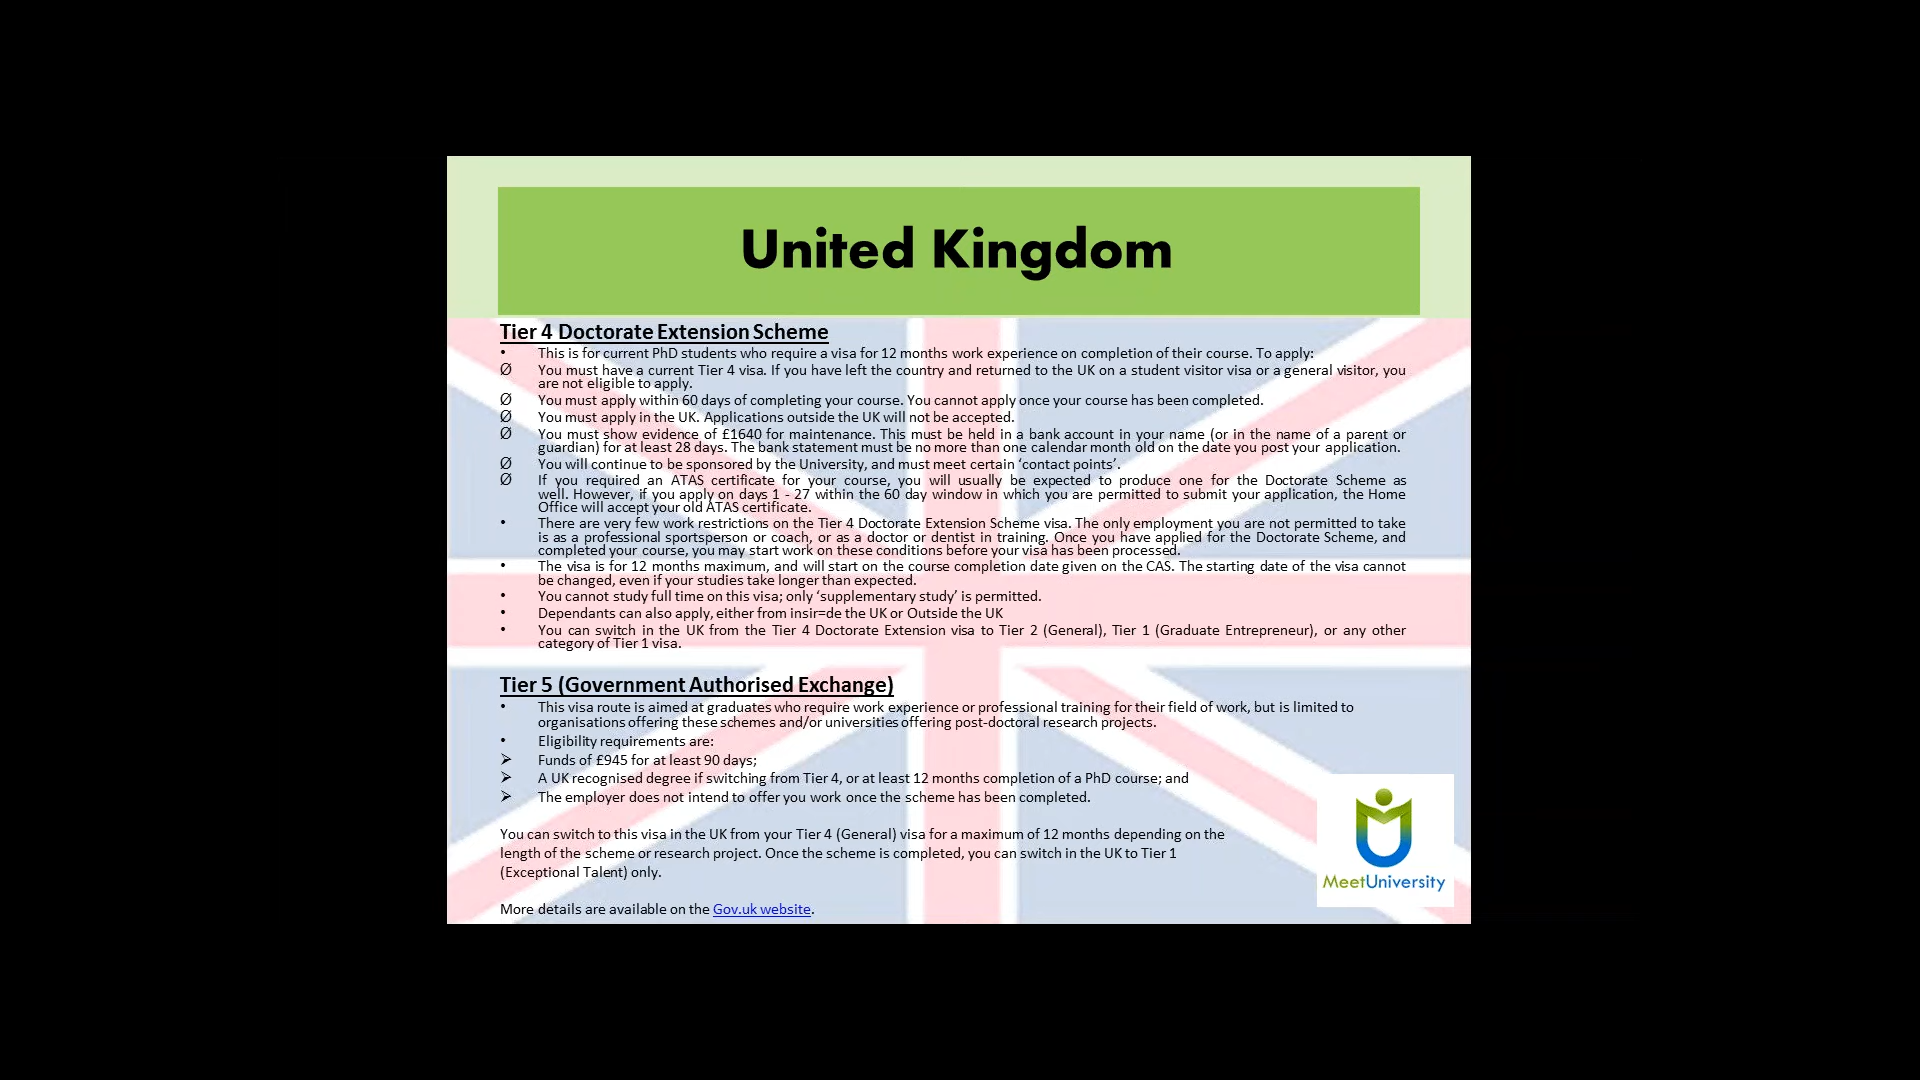 United Kingdom
Tier 4 Doctorate Extension Scheme
• This is for current PhD students who require a visa for 12 months work experience on completion of their course. To apply:
Ø You must have a current Tier 4 visa. If you have left the country and returned to the UK on a student visitor visa or a general visitor, you
are not eligible to apply.
Ø You must apply within 60 days of completing your course. You cannot apply once your course has been completed.
Ø You must apply in the UK. Applications outside the UK will not be accepted.
Ø You must show evidence of £1640 for maintenance. This must be held in a bank account in your name (or in the name of a parent or
guardian) for at least 28 days. The bank statement must be no more than one calendar month old on the date you post your application.
Ø You will continue to be sponsored by the University, and must meet certain ‘contact points’.
Ø If you required an ATAS certificate for your course, you will usually be expected to produce one for the Doctorate Scheme as
well. However, if you apply on days 1 - 27 within the 60 day window in which you are permitted to submit your application, the Home
Office will accept your old ATAS certificate.
• There are very few work restrictions on the Tier 4 Doctorate Extension Scheme visa. The only employment you are not permitted to take
is as a professional sportsperson or coach, or as a doctor or dentist in training. Once you have applied for the Doctorate Scheme, and
completed your course, you may start work on these conditions before your visa has been processed.
• The visa is for 12 months maximum, and will start on the course completion date given on the CAS. The starting date of the visa cannot
be changed, even if your studies take longer than expected.
• You cannot study full time on this visa; only ‘supplementary study’ is permitted.
• Dependants can also apply, either from insir=de the UK or Outside the UK
• You can switch in the UK from the Tier 4 Doctorate Extension visa to Tier 2 (General), Tier 1 (Graduate Entrepreneur), or any other
category of Tier 1 visa.
Tier 5 (Government Authorised Exchange)
• This visa route is aimed at graduates who require work experience or professional training for their field of work, but is limited to
organisations offering these schemes and/or universities offering post-doctoral research projects.
• Eligibility requirements are:
➢ Funds of £945 for at least 90 days;
➢ A UK recognised degree if switching from Tier 4, or at least 12 months completion of a PhD course; and
➢ The employer does not intend to offer you work once the scheme has been completed.
You can switch to this visa in the UK from your Tier 4 (General) visa for a maximum of 12 months depending on the
length of the scheme or research project. Once the scheme is completed, you can switch in the UK to Tier 1
(Exceptional Talent) only.
MeetUniversity
More details are available on the Gov.uk website.